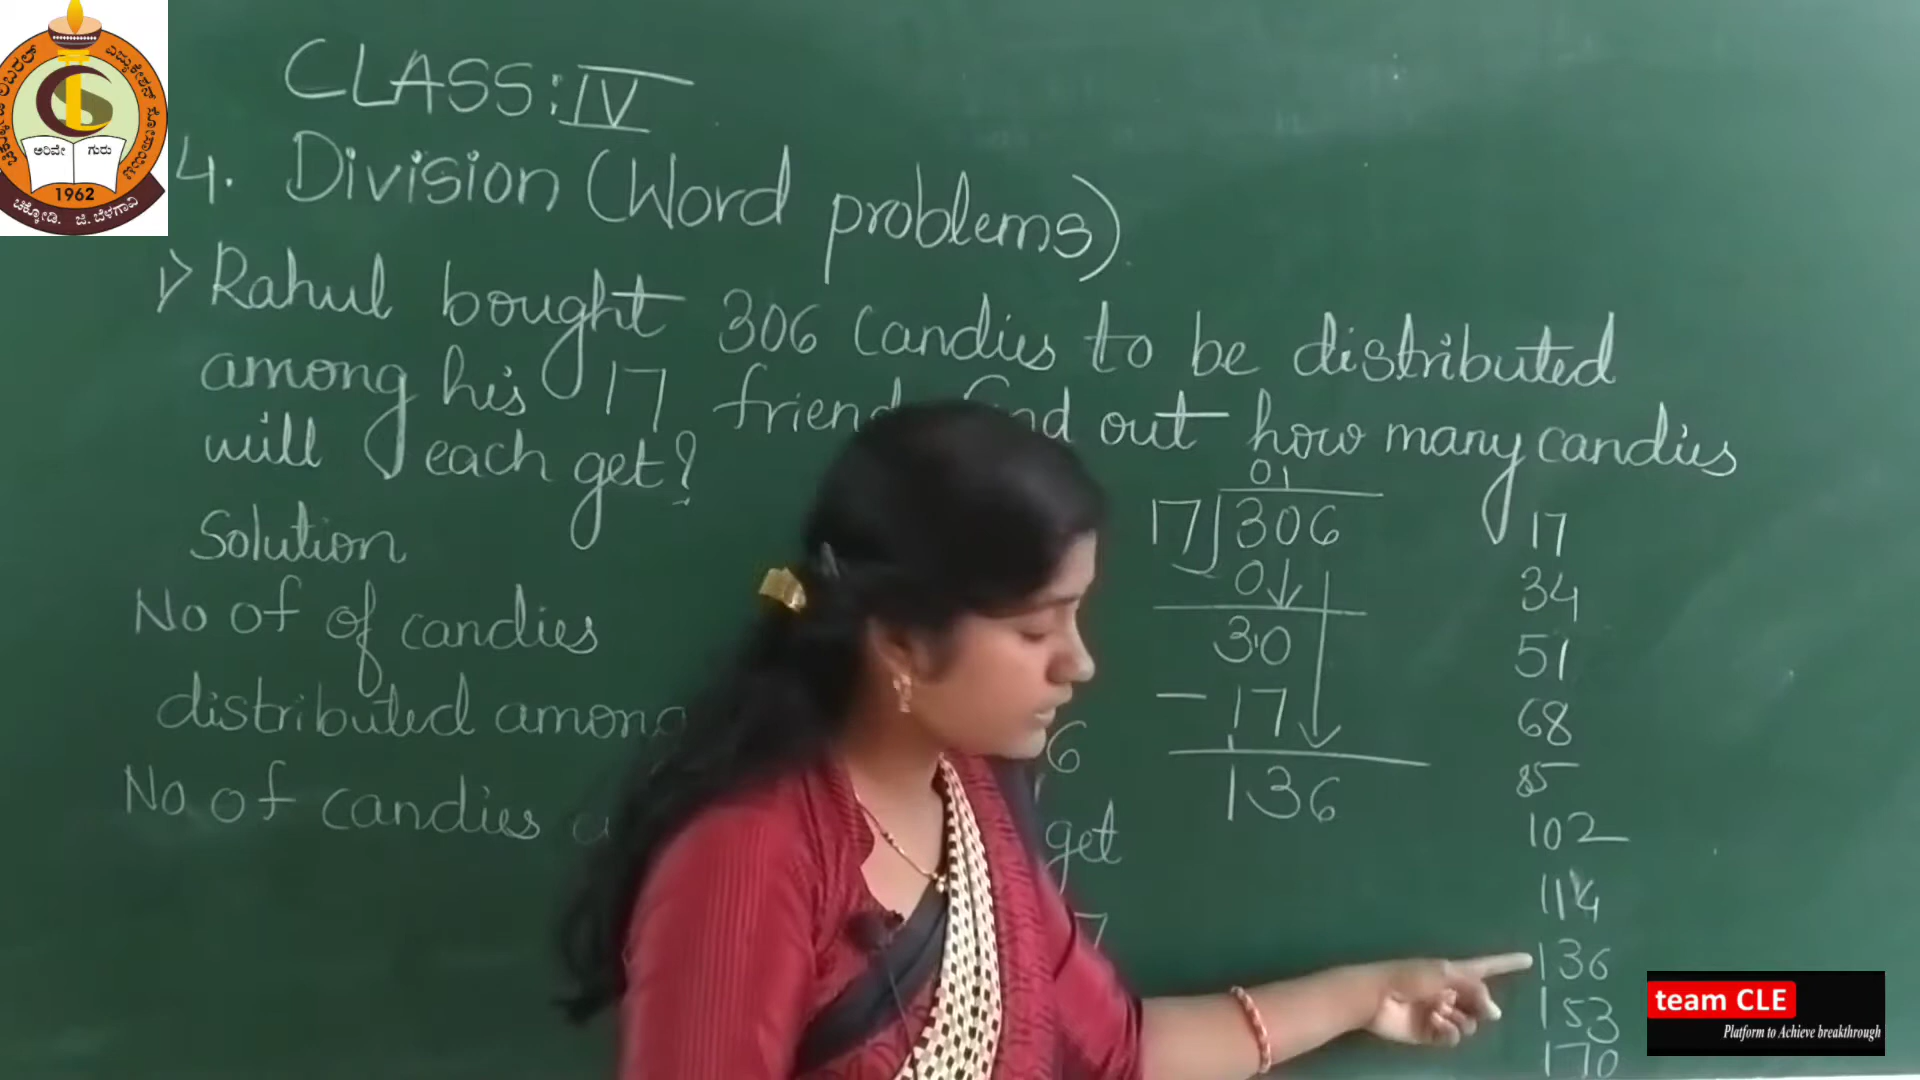 CLASS: IV
4. Division (Word problems)
1> Rahul bought 306 candies to be distributed
among his 17 out how many candies
will each get?
Solution
No of of candies
distributed among
No of candies
get
01
17 306
0
30
- 17
136
17
34
51
68
85
102
114
136
153
170
ಅರಿವೇ ಗುರು
1962
ಚಿಕ್ಕೋಡಿ. ಜಿ. ಬೆಳಗಾವಿ
team CLE
Platform to Achieve breakthrough